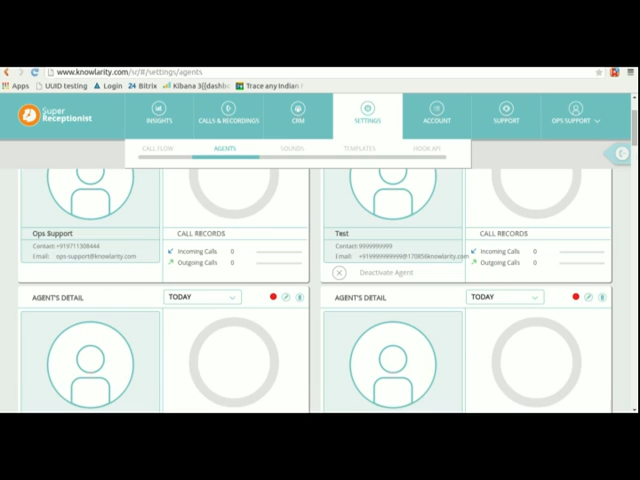 www.knowlarity.com/v/#/settings/agents
Apps UUID testing Login 24 Bitrix Kibana 3{{dashb Trace any Indian
Super
Receptionist
INSIGHTS CALLS & RECORDINGS CRM SETTINGS ACCOUNT SUPPORT OPS SUPPORT
CALL FLOW AGENTS SOUNDS TEMPLATES HOOK API
Ops Support CALL RECORDS Test CALL RECORDS
Contact: +919711308444 Incoming Calls 0 Contact: 9999999999 Incoming Calls 0
Email: ops-support@knowlarity.com Outgoing Calls 0 Email: +919999999999@170856knowlarity.com Outgoing Calls 0
Deactivate Agent
AGENT'S DETAIL TODAY AGENT'S DETAIL TODAY